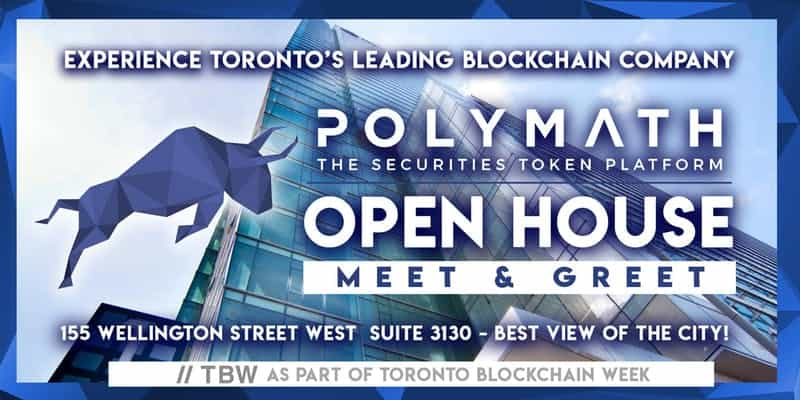 EXPERIENCE TORONTO'S LEADING BLOCKCHAIN COMPANY
POLYMATH
THE SECURITIES TOKEN PLATFORM
OPEN HOUSE
MEET & GREET
155 WELLINGTON STREET WEST SUITE 3130 - BEST VIEW OF THE CITY!
// TBW AS PART OF TORONTO BLOCKCHAIN WEEK